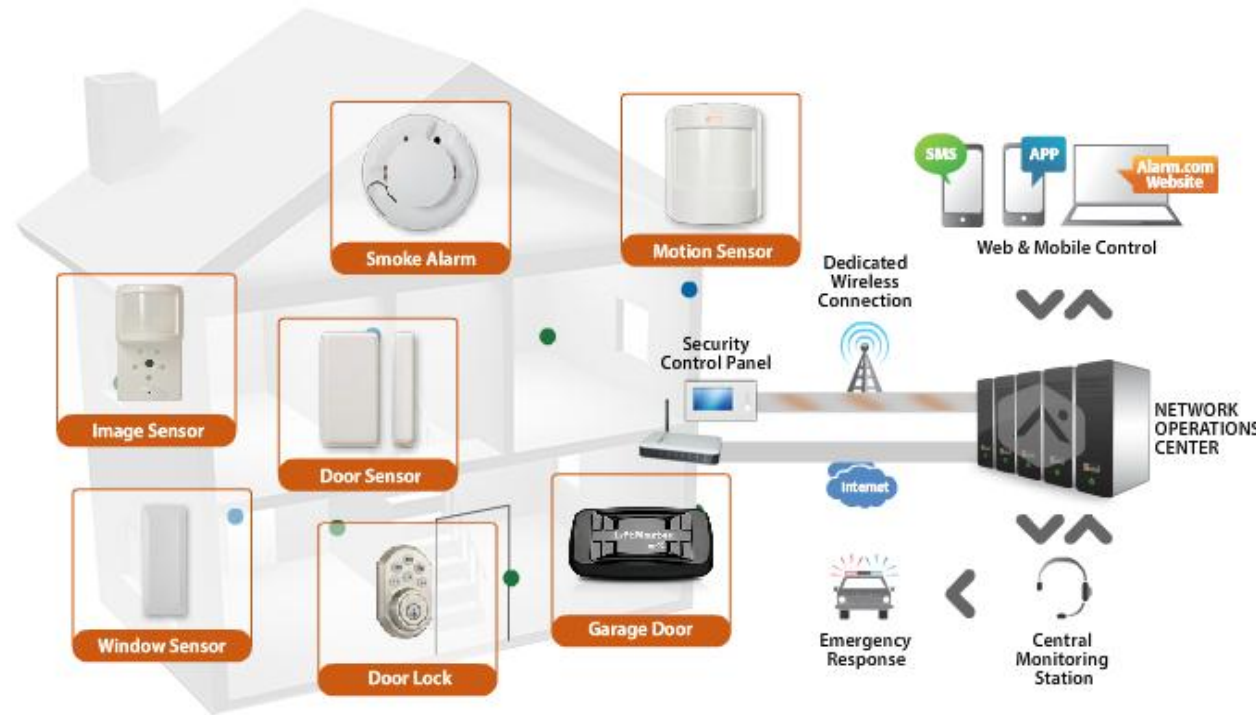 Smoke Alarm
Motion Sensor
Image Sensor
Door Sensor
Window Sensor
Door Lock
Garage Door
SMS
APP
Alarm.com
Website
Web & Mobile Control
Dedicated
Wireless
Connection
Security
Control Panel
NETWORK
OPERATIONS
CENTER
Internet
Emergency
Response
Central
Monitoring
Station